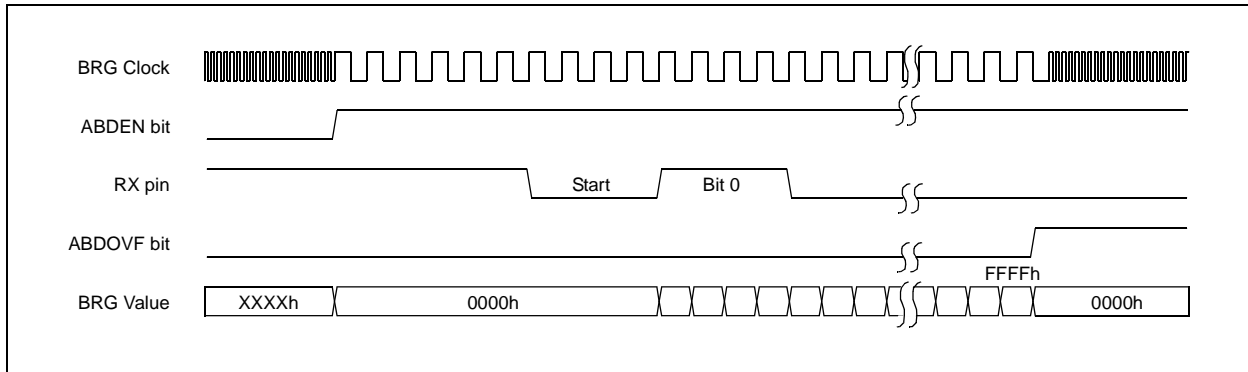 BRG Clock
ABDEN bit
RX pin
Start
Bit 0
ABDOVF bit
FFFFh
BRG Value
XXXXh
0000h
0000h